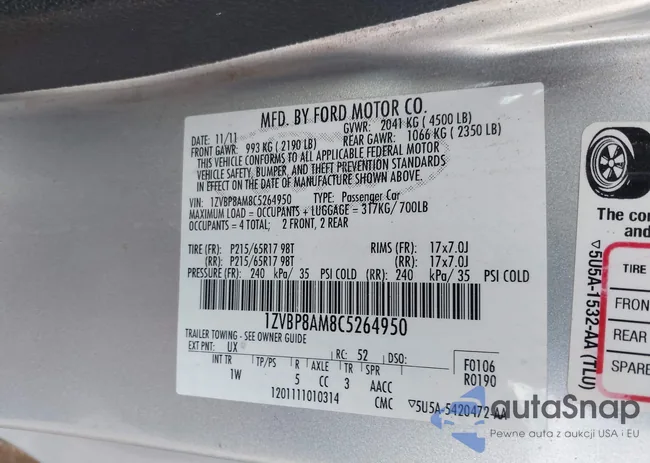 MFD. BY FORD MOTOR CO.
DATE: 11/11 GVWR: 2041 KG ( 4500 LB)
FRONT GAWR: 993 KG ( 2190 LB) REAR GAWR: 1066 KG ( 2350 LB)
THIS VEHICLE CONFORMS TO ALL APPLICABLE FEDERAL MOTOR
VEHICLE SAFETY, BUMPER, AND THEFT PREVENTION STANDARDS
IN EFFECT ON THE DATE OF MANUFACTURE SHOWN ABOVE.
VIN: 1ZVBP8AM8C5264950 TYPE: Passenger Car
MAXIMUM LOAD = OCCUPANTS + LUGGAGE = 317KG/ 700LB
OCCUPANTS = 4 TOTAL; 2 FRONT, 2 REAR
TIRE (FR): P215/65R17 98T RIMS (FR): 17x7.0J
(RR): P215/65R17 98T (RR): 17x7.0J
PRESSURE (FR): 240 kPa/ 35 PSI COLD (RR): 240 kPa/ 35 PSI COLD
1ZVBP8AM8C5264950
TRAILER TOWING - SEE OWNER GUIDE
EXT PNT: UX RC: 52 DSO: F0106
INT TR TP/PS R AXLE TR SPR R0190
1W 5 CC 3 AACC
1201111010314 CMC ▽5U5A-5420472-AA
The co
and
TIRE
FRON
REAR
SPARE
▽5U5A-1532-AA (TLU)
autaSnap
Pewne auta z aukcji USA i EU